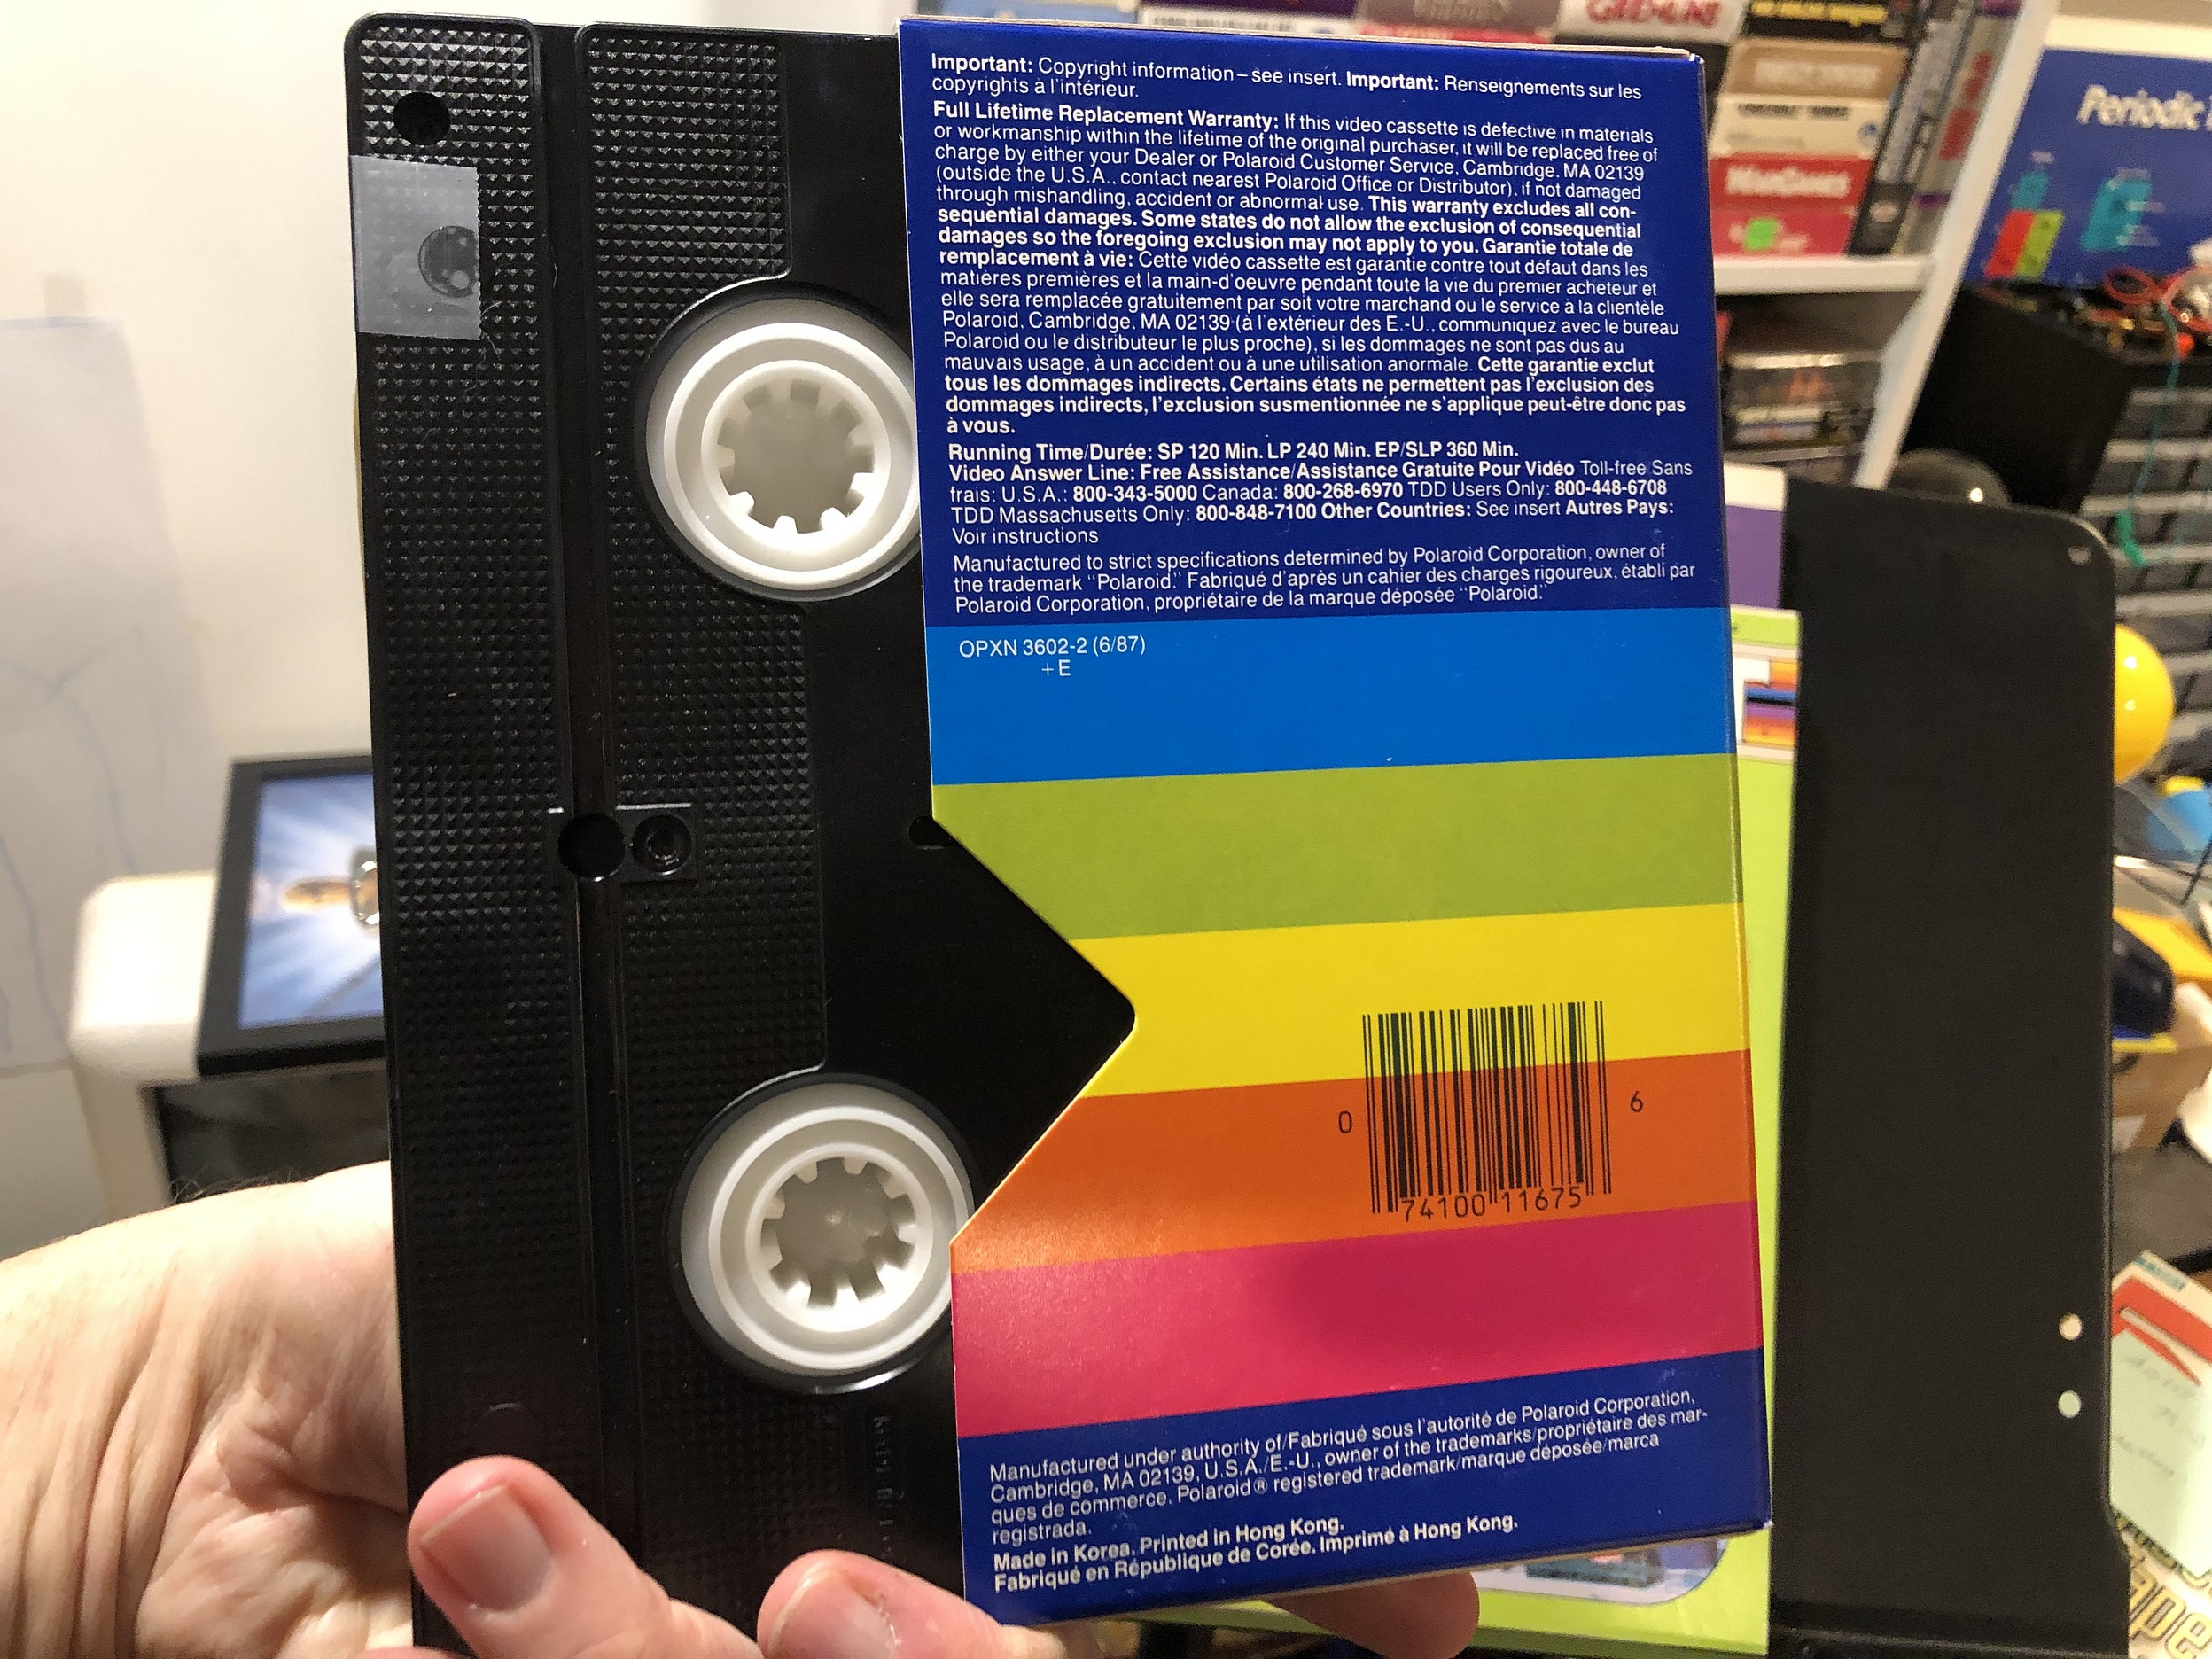 Important: Copyright information – see insert. Important: Renseignements sur les
copyrights à l'intérieur.
Full Lifetime Replacement Warranty: If this video cassette is defective in materials
or workmanship within the lifetime of the original purchaser, it will be replaced free of
charge by either your Dealer or Polaroid Customer Service, Cambridge, MA 02139
(outside the U.S.A., contact nearest Polaroid Office or Distributor), if not damaged
through mishandling, accident or abnormal use. This warranty excludes all con-
sequential damages. Some states do not allow the exclusion of consequential
damages so the foregoing exclusion may not apply to you. Garantie totale de
remplacement à vie: Cette vidéo cassette est garantie contre tout défaut dans les
matières premières et la main-d'oeuvre pendant toute la vie du premier acheteur et
elle sera remplacée gratuitement par soit votre marchand ou le service à la clientèle
Polaroid, Cambridge, MA 02139 (à l'extérieur des E.-U., communiquez avec le bureau
Polaroid ou le distributeur le plus proche), si les dommages ne sont pas dus au
mauvais usage, à un accident ou à une utilisation anormale. Cette garantie exclut
tous les dommages indirects. Certains états ne permettent pas l'exclusion des
dommages indirects, l'exclusion susmentionnée ne s'applique peut-être donc pas
à vous.
Running Time/Durée: SP 120 Min. LP 240 Min. EP/SLP 360 Min.
Video Answer Line: Free Assistance/Assistance Gratuite Pour Vidéo Toll-free/Sans
frais: U.S.A.: 800-343-5000 Canada: 800-268-6970 TDD Users Only: 800-448-6708
TDD Massachusetts Only: 800-848-7100 Other Countries: See insert Autres Pays:
Voir instructions
Manufactured to strict specifications determined by Polaroid Corporation, owner of
the trademark "Polaroid." Fabriqué d'après un cahier des charges rigoureux, établi par
Polaroid Corporation, propriétaire de la marque déposée "Polaroid."
OPXN 3602-2 (6/87)
+E
0 74100 11675 6
Manufactured under authority of/Fabriqué sous l'autorité de Polaroid Corporation,
Cambridge, MA 02139, U.S.A./E.-U., owner of the trademarks/propriétaire des mar-
ques de commerce. Polaroid® registered trademark/marque déposée/marca
registrada.
Made in Korea. Printed in Hong Kong.
Fabriqué en République de Corée. Imprimé à Hong Kong.
GREMLINS
Periodic